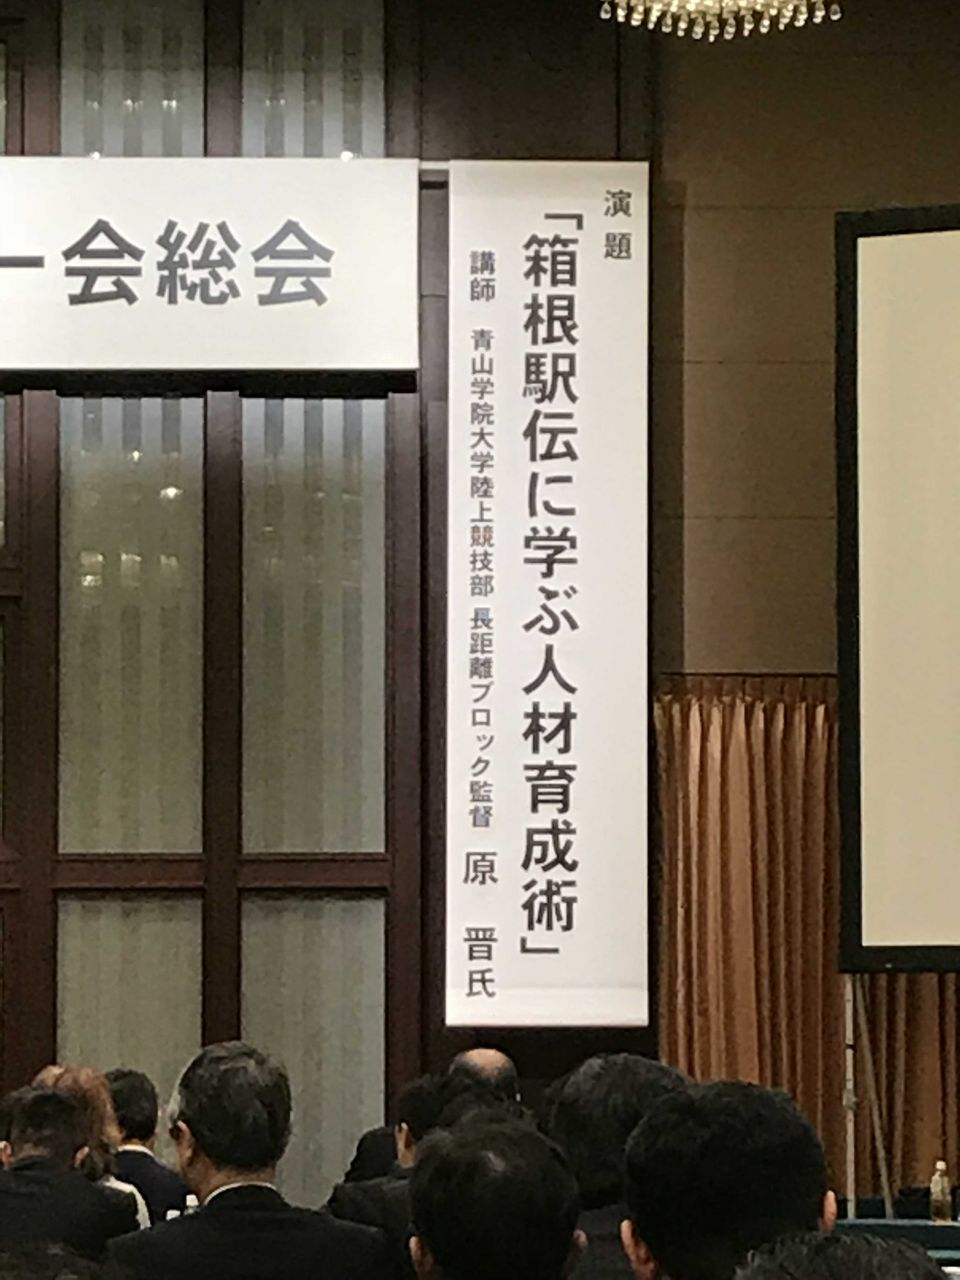 ー会総会
演題
「箱根駅伝に学ぶ人材育成術」
講師 青山学院大学陸上競技部 長距離ブロック監督 原 晋氏